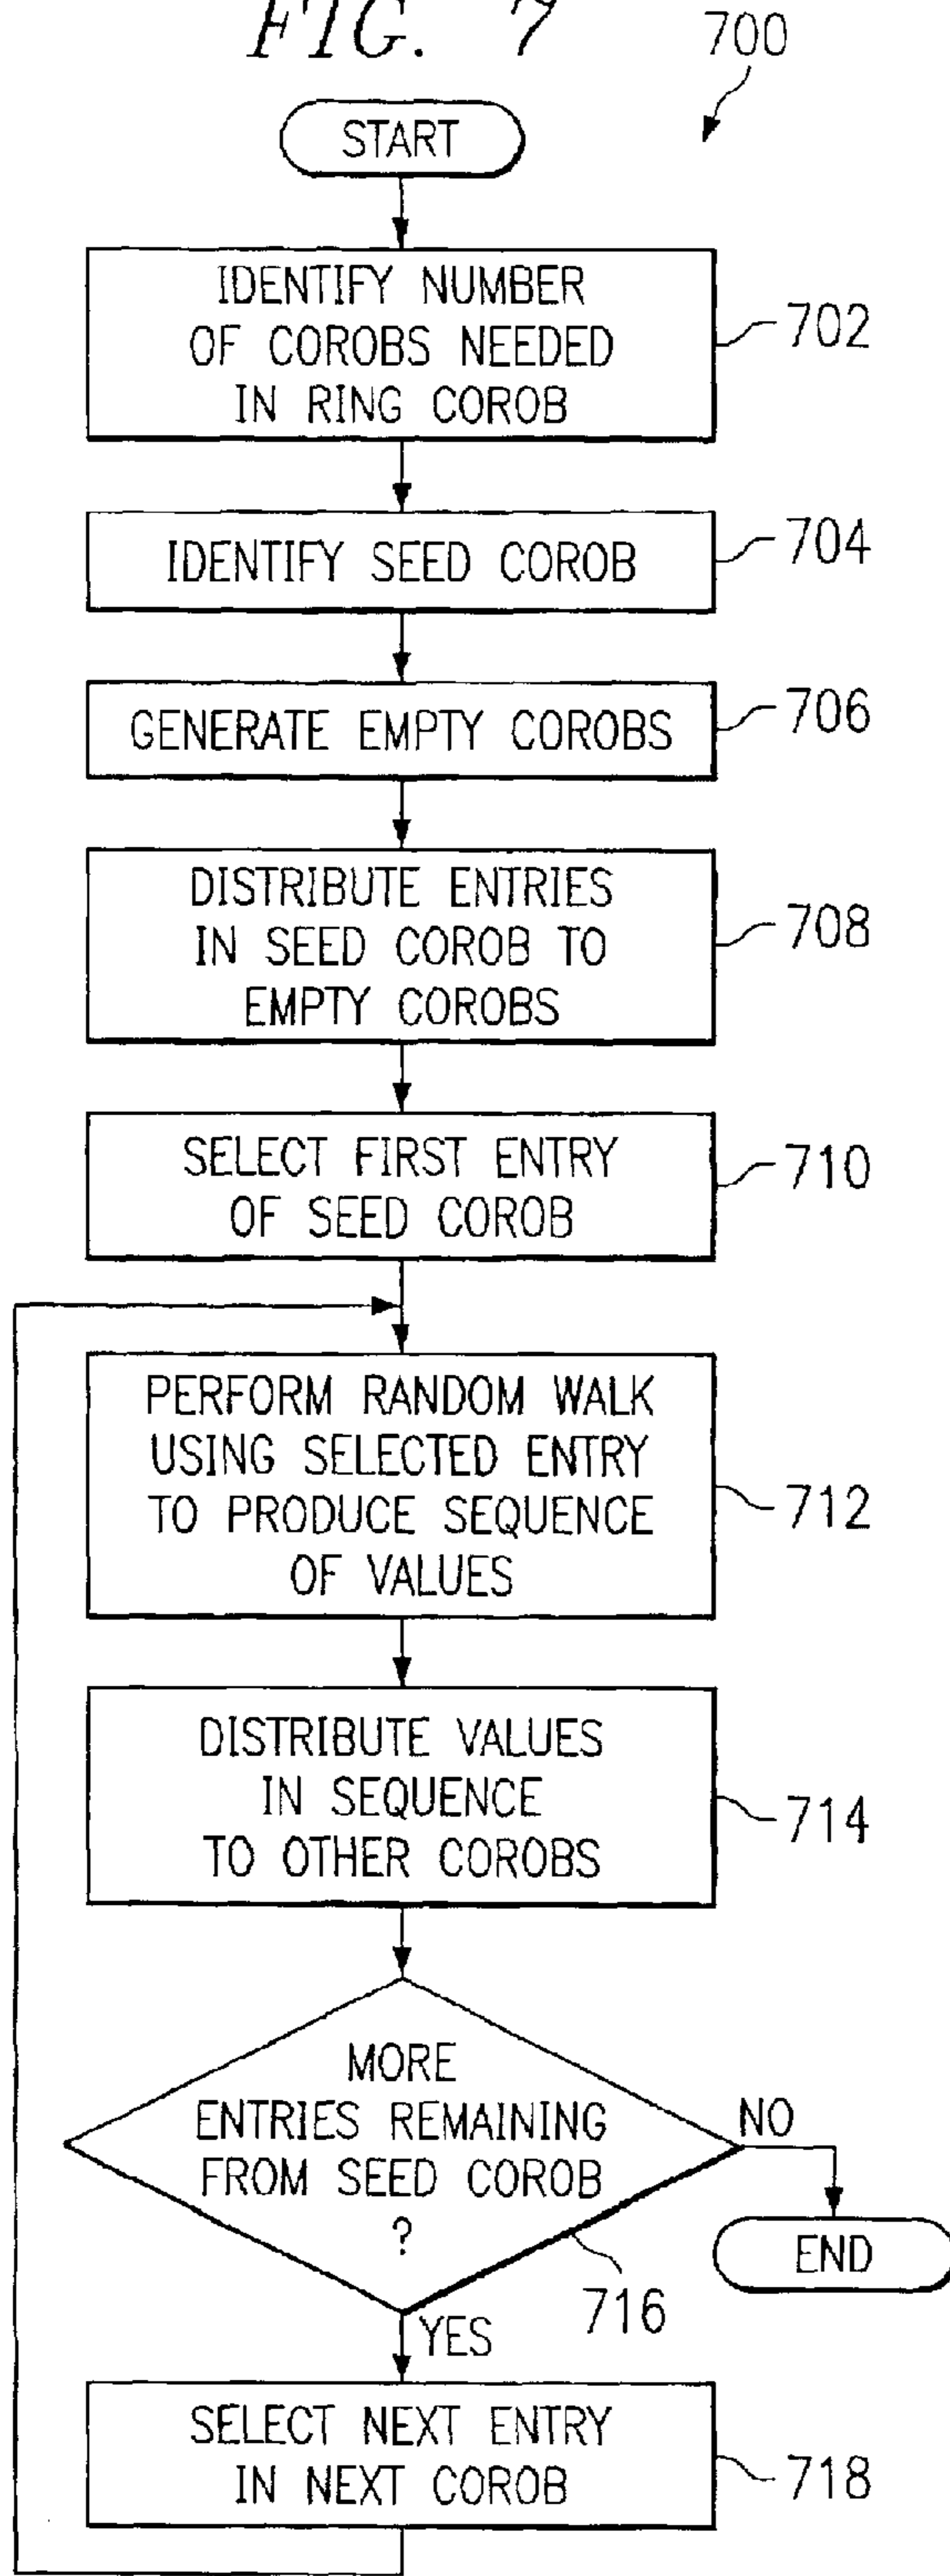 FIG. 7
700
START
IDENTIFY NUMBER
OF COROBS NEEDED
IN RING COROB
702
IDENTIFY SEED COROB
704
GENERATE EMPTY COROBS
706
DISTRIBUTE ENTRIES
IN SEED COROB TO
EMPTY COROBS
708
SELECT FIRST ENTRY
OF SEED COROB
710
PERFORM RANDOM WALK
USING SELECTED ENTRY
TO PRODUCE SEQUENCE
OF VALUES
712
DISTRIBUTE VALUES
IN SEQUENCE
TO OTHER COROBS
714
MORE
ENTRIES REMAINING
FROM SEED COROB
?
NO
END
716
YES
SELECT NEXT ENTRY
IN NEXT COROB
718